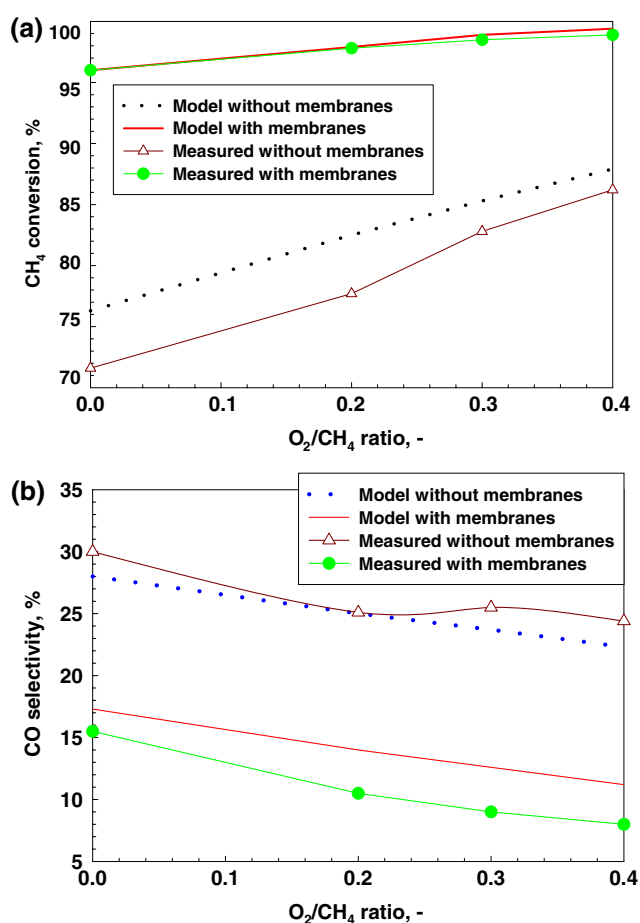 (a)
100
95
90
85
80
75
70
CH4 conversion, %
Model without membranes
Model with membranes
Measured without membranes
Measured with membranes
0.0 0.1 0.2 0.3 0.4
O2/CH4 ratio, -
(b)
35
30
25
20
15
10
5
CO selectivity, %
Model without membranes
Model with membranes
Measured without membranes
Measured with membranes
0.0 0.1 0.2 0.3 0.4
O2/CH4 ratio, -